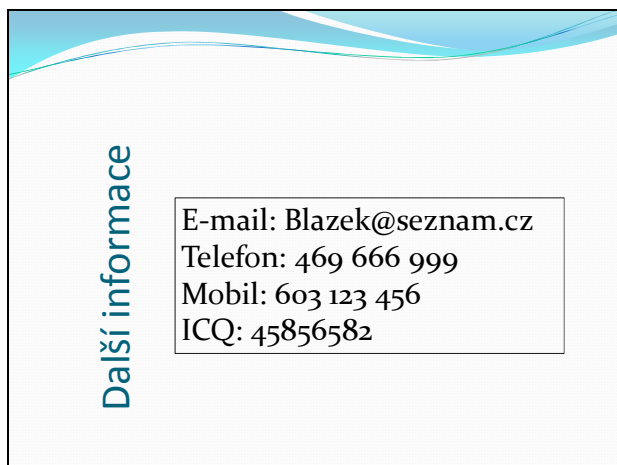 Další informace
E-mail: Blazek@seznam.cz
Telefon: 469 666 999
Mobil: 603 123 456
ICQ: 45856582